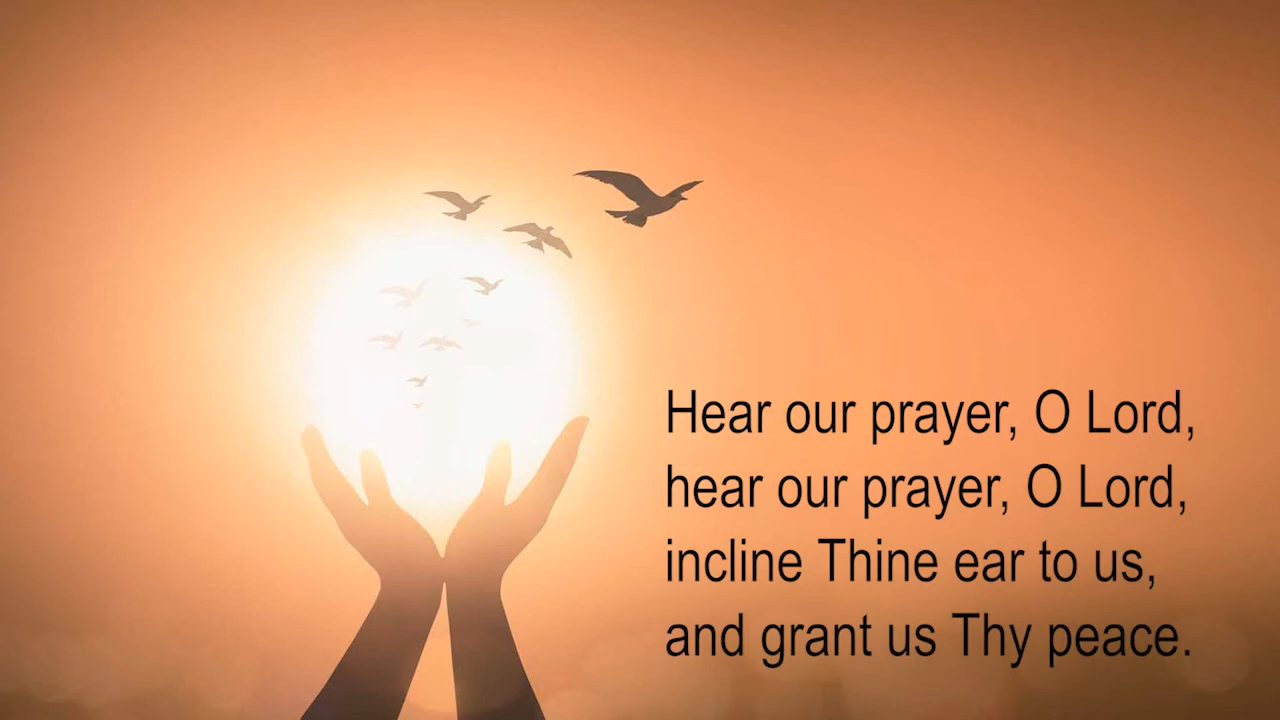 Hear our prayer, O Lord,
hear our prayer, O Lord,
incline Thine ear to us,
and grant us Thy peace.